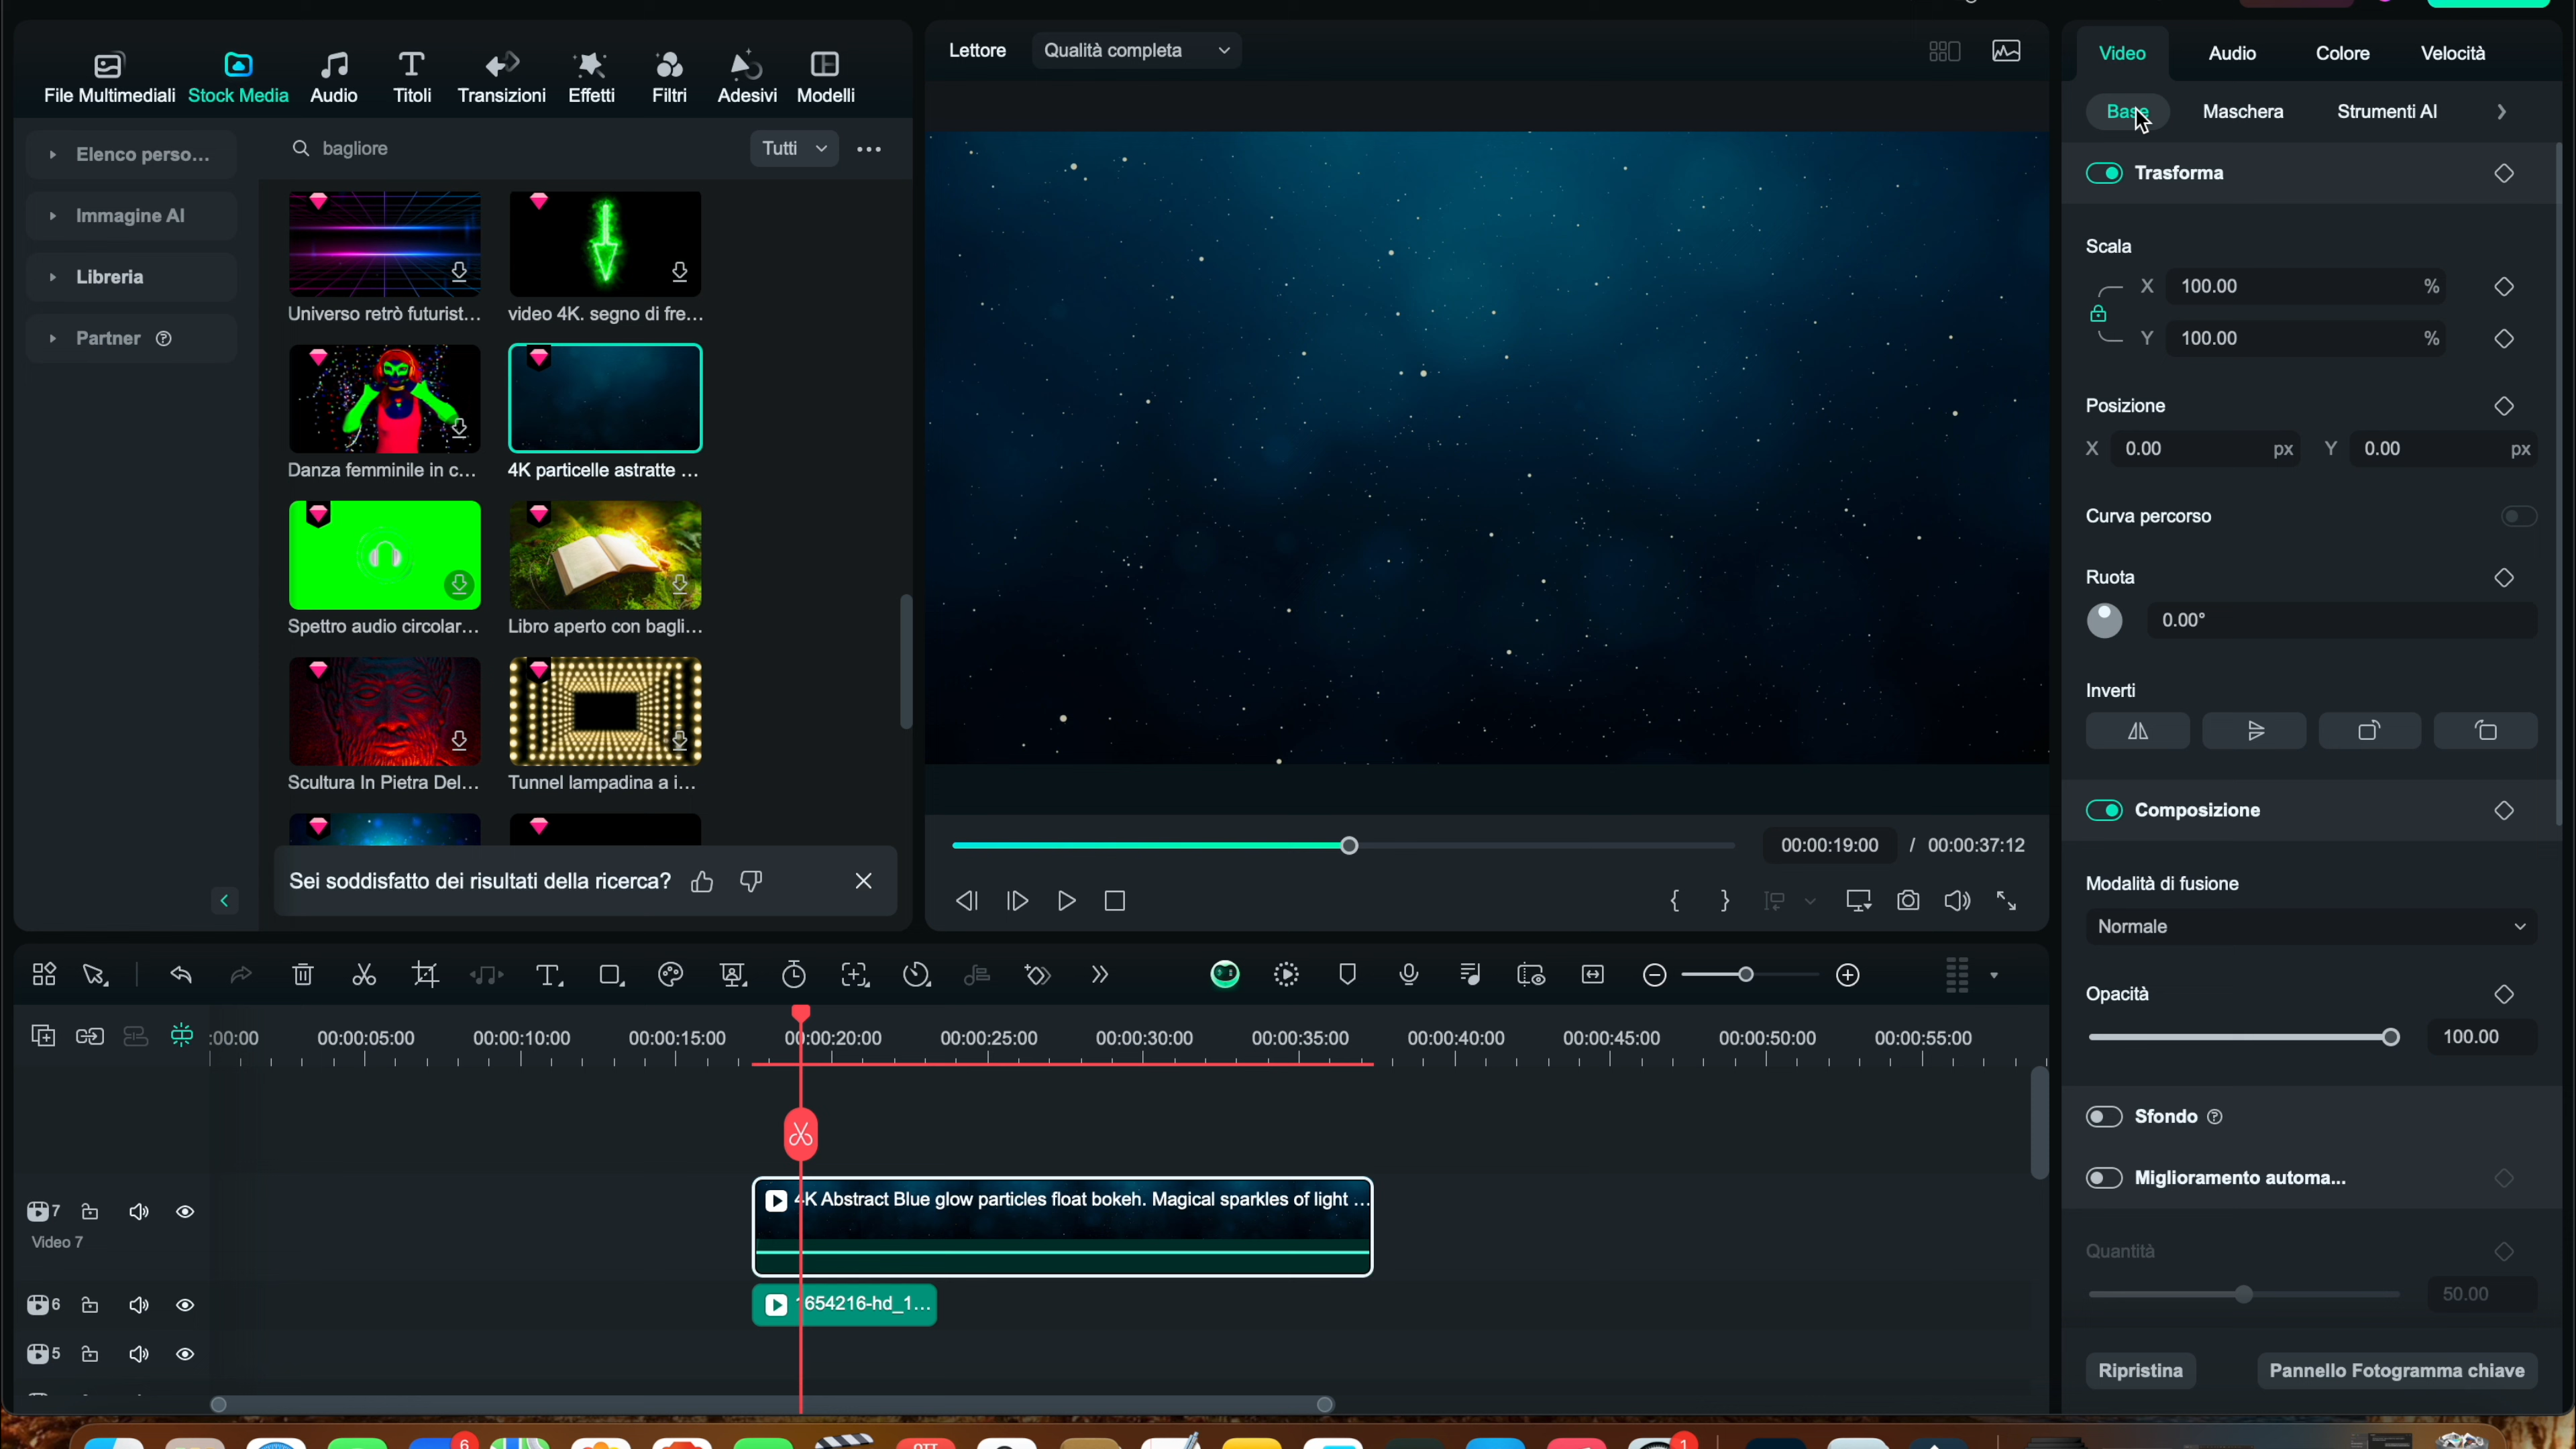 File Multimediali Stock Media Audio Titoli Transizioni Effetti Filtri Adesivi Modelli
Elenco perso...
Immagine AI
Libreria
Partner
bagliore Tutti
Universo retrò futurist... video 4K. segno di fre...
Danza femminile in c... 4K particelle astratte ...
Spettro audio circolar... Libro aperto con bagli...
Scultura In Pietra Del... Tunnel lampadina a i...
Sei soddisfatto dei risultati della ricerca?
Lettore Qualità completa
00:00:19:00 / 00:00:37:12
Video Audio Colore Velocità
Base Maschera Strumenti AI
Trasforma
Scala
X 100.00 %
Y 100.00 %
Posizione
X 0.00 px Y 0.00 px
Curva percorso
Ruota
0.00°
Inverti
Composizione
Modalità di fusione
Normale
Opacità
100.00
Sfondo
Miglioramento automa...
Quantità
50.00
Ripristina Pannello Fotogramma chiave
:00:00 00:00:05:00 00:00:10:00 00:00:15:00 00:00:20:00 00:00:25:00 00:00:30:00 00:00:35:00 00:00:40:00 00:00:45:00 00:00:50:00 00:00:55:00
7
Video 7
4K Abstract Blue glow particles float bokeh. Magical sparkles of light ...
6
1654216-hd_1...
5
6
1